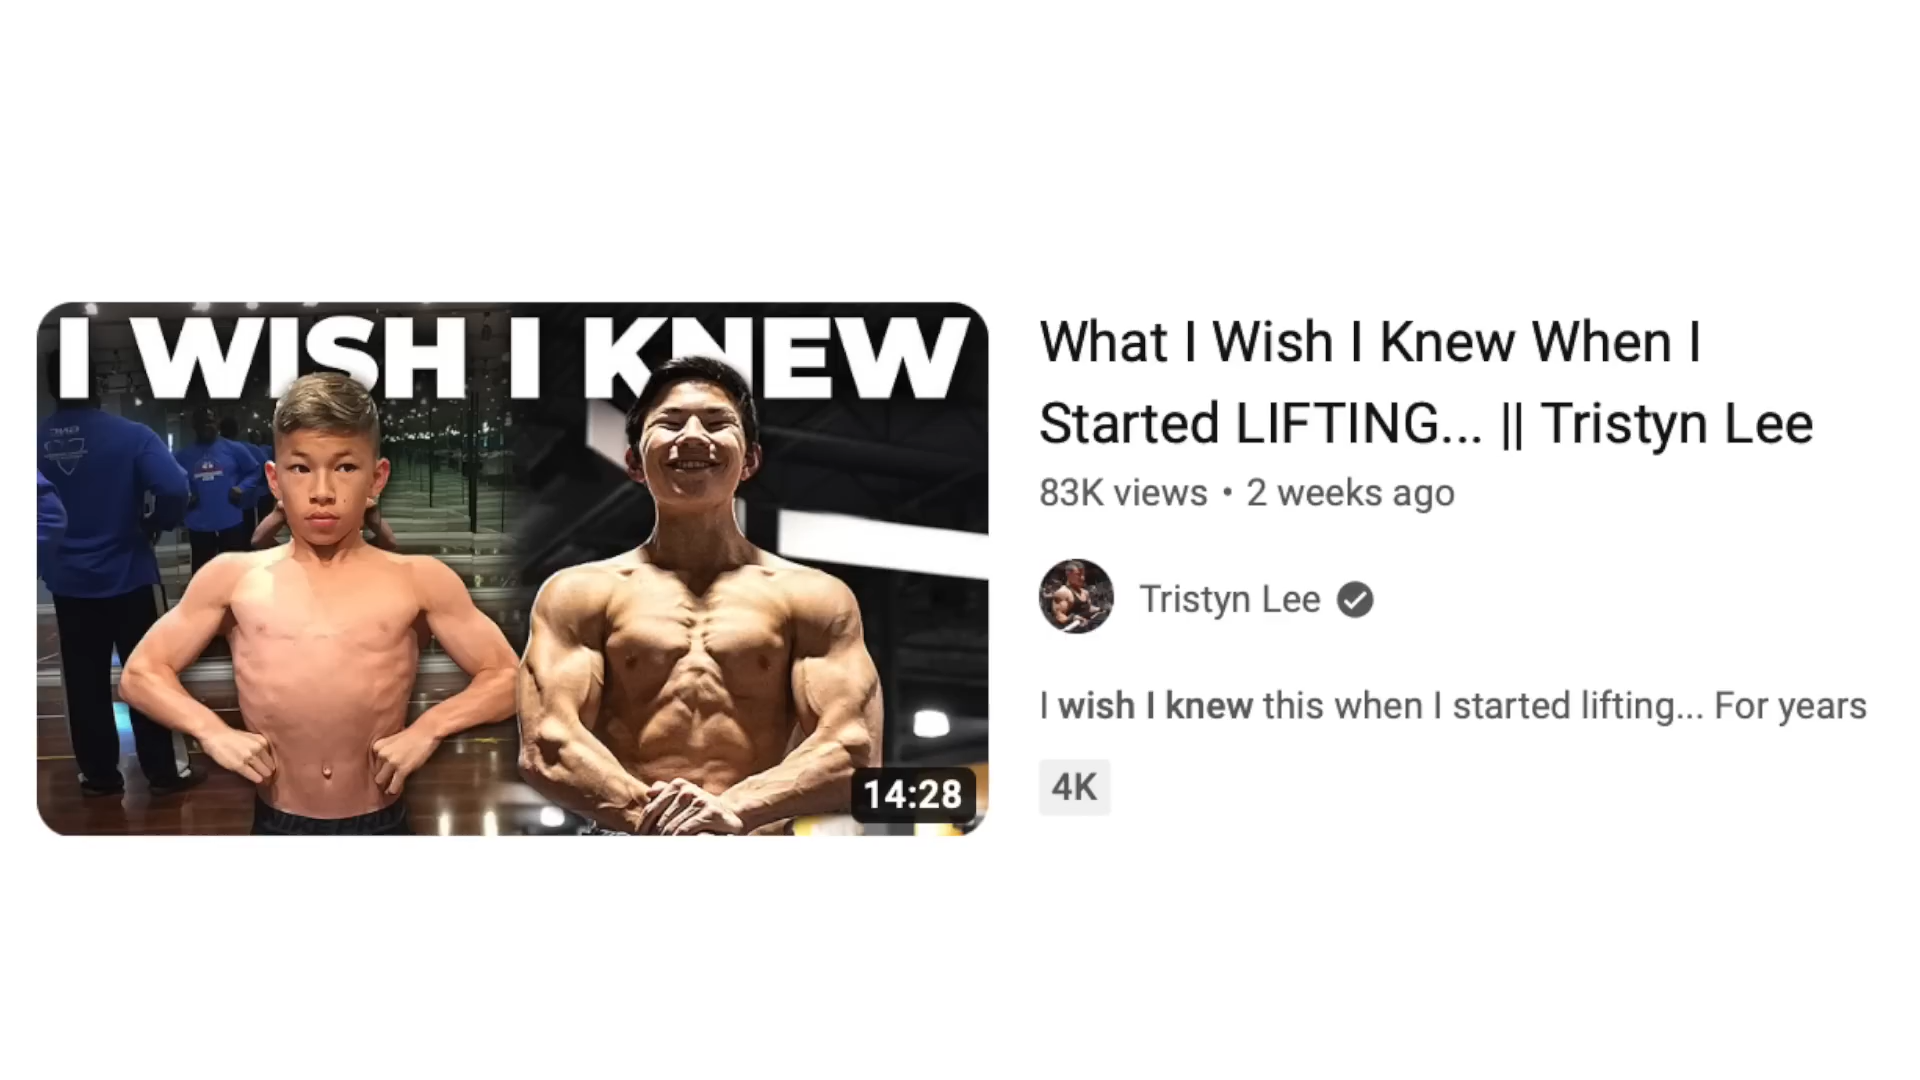 I WISH I KNEW
14:28
What I Wish I Knew When I
Started LIFTING... || Tristyn Lee
83K views • 2 weeks ago
Tristyn Lee
I wish I knew this when I started lifting... For years
4K